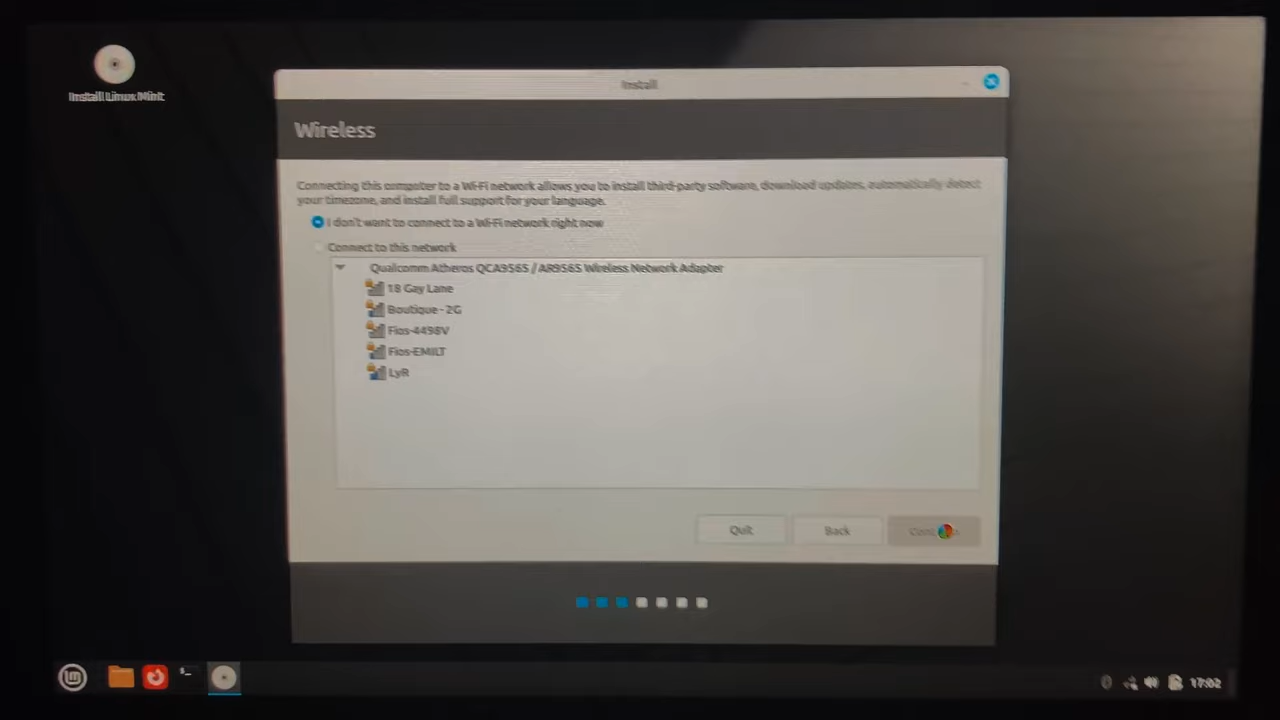 Install Linux Mint
Install
Wireless
Connecting this computer to a Wi-Fi network allows you to install third-party software, download updates, automatically detect
your timezone, and install full support for your language.
I don't want to connect to a Wi-Fi network right now
Connect to this network
Qualcomm Atheros QCA9565 / AR9565 Wireless Network Adapter
18 Gay Lane
Boutique - 2G
Fios-4498V
Fios-EMILT
LyR
Quit
Back
17:02